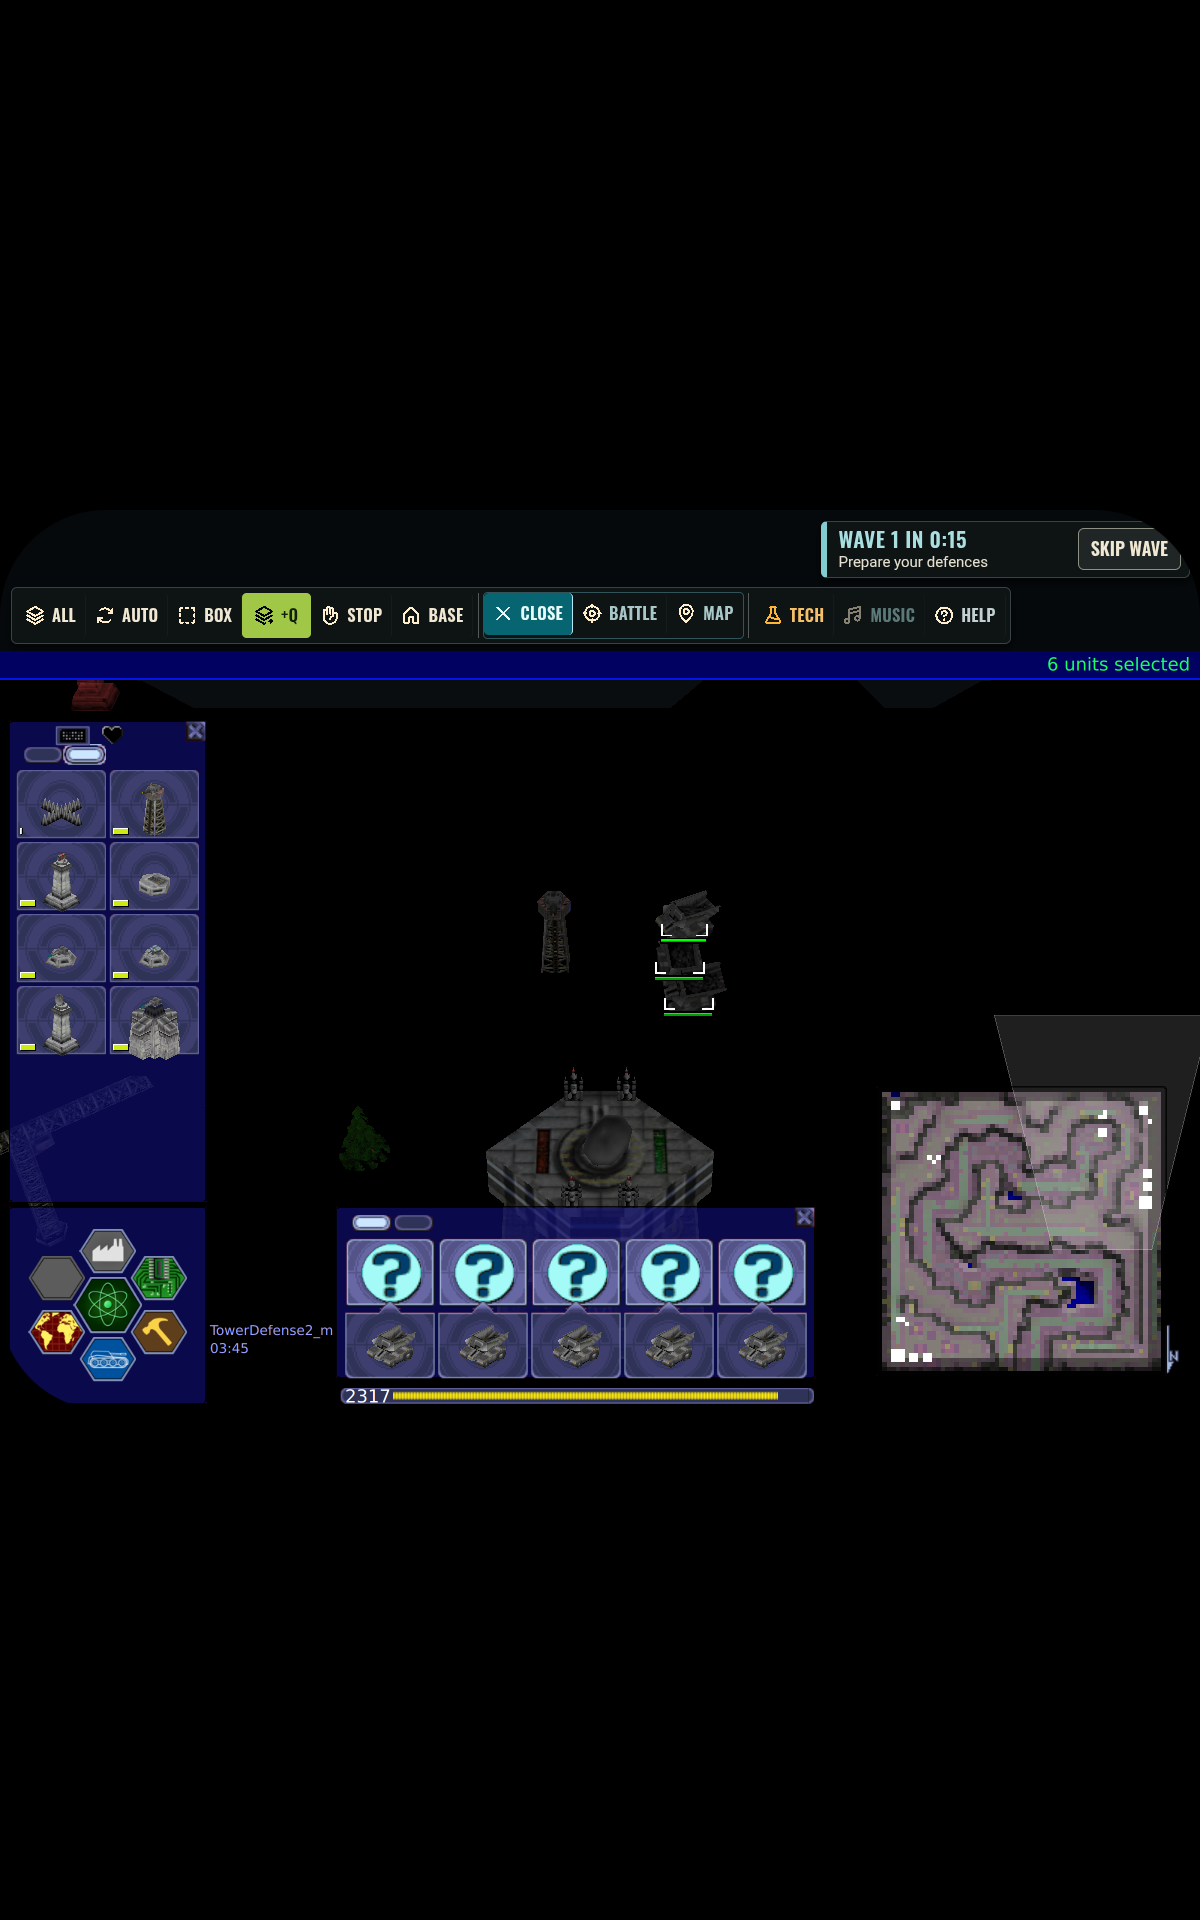 WAVE 1 IN 0:15
Prepare your defences
SKIP WAVE
ALL AUTO BOX +Q STOP BASE CLOSE BATTLE MAP TECH MUSIC HELP
6 units selected
TowerDefense2_m
03:45
2317
N